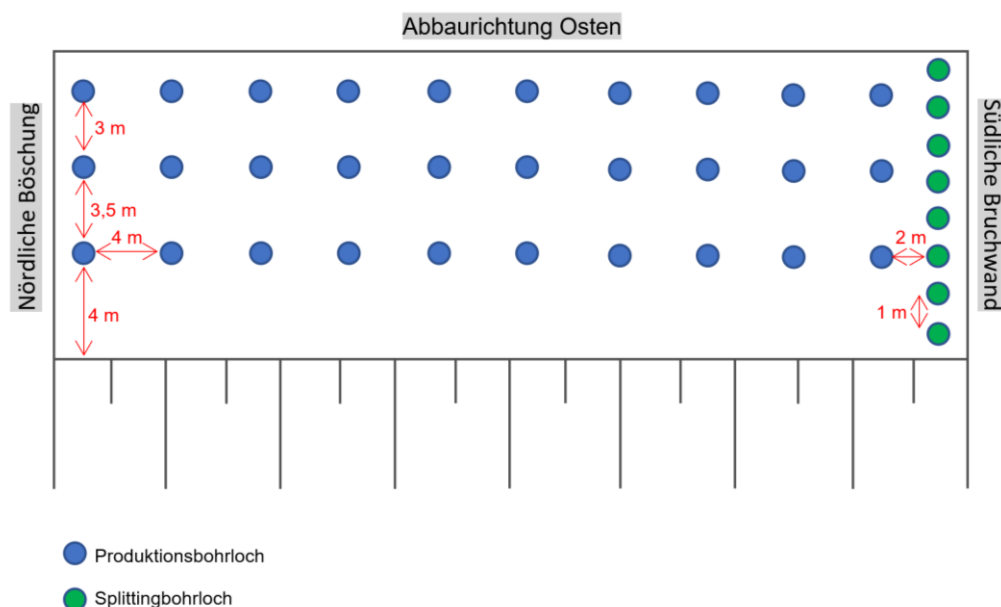 Abbaurichtung Osten
Nördliche Böschung
Südliche Bruchwand
3 m
3,5 m
4 m
2 m
4 m
1 m
Produktionsbohrloch
Splittingbohrloch